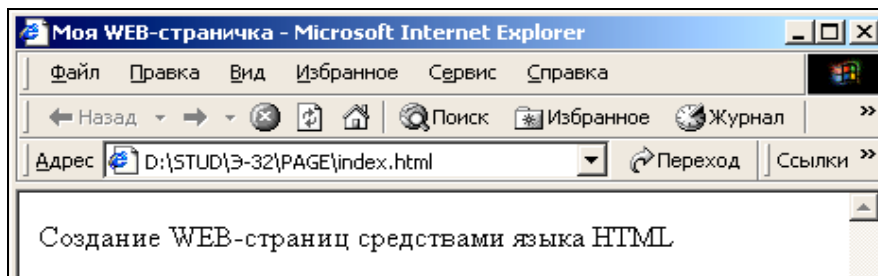 Моя WEB-страничка - Microsoft Internet Explorer
Файл Правка Вид Избранное Сервис Справка
Назад Поиск Избранное Журнал »
Адрес D:\STUD\Э-32\PAGE\index.html Переход Ссылки »
Создание WEB-страниц средствами языка HTML